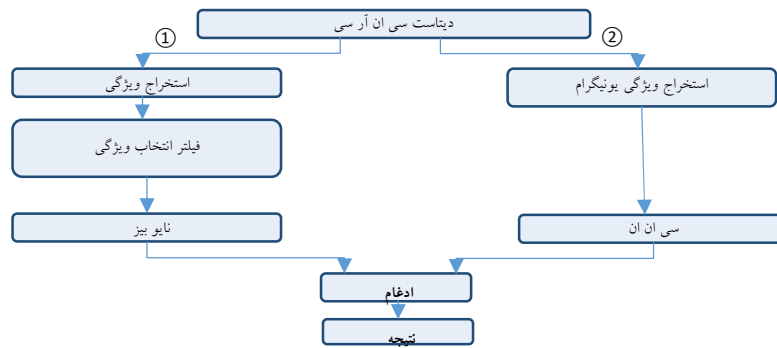 دیتاست سی ان آر سی
①
②
استخراج ویژگی
استخراج ویژگی یونیگرام
فیلتر انتخاب ویژگی
نایو بیز
سی ان ان
ادغام
نتیجه